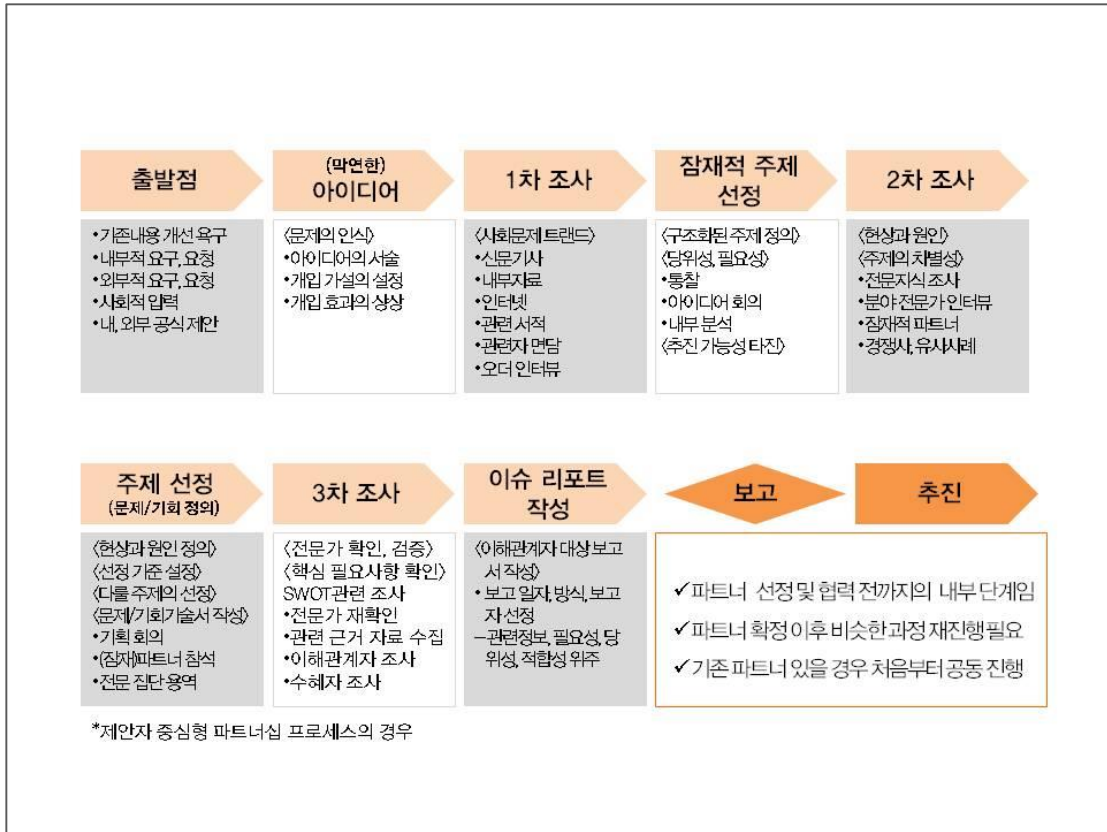 출발점
(막연한)
아이디어
1차 조사
잠재적 주제
선정
2차 조사
•기존내용 개선 욕구
•내부적 요구, 요청
•외부적 요구, 요청
•사회적 압력
•내, 외부 공식 제안
〈문제의 인식〉
•아이디어의 서술
•개입 가설의 설정
•개입 효과의 상상
〈사회문제 트랜드〉
•신문기사
•내부자료
•인터넷
•관련 서적
•관련자 면담
•오더 인터뷰
〈구조화된 주제 정의〉
〈당위성, 필요성〉
•통찰
•아이디어 회의
•내부 분석
〈추진 가능성 타진〉
〈현상과 원인〉
〈주제의 차별성〉
•전문지식 조사
•분야 전문가 인터뷰
•잠재적 파트너
•경쟁사, 유사사례
주제 선정
(문제/기회 정의)
3차 조사
이슈 리포트
작성
보고
추진
〈현상과 원인 정의〉
〈선정 기준 설정〉
〈다룰 주제의 선정〉
〈문제/기회기술서 작성〉
•기획 회의
•(잠재)파트너 참석
•전문 집단 용역
〈전문가 확인, 검증〉
〈핵심 필요사항 확인〉
SWOT관련 조사
•전문가 재확인
•관련 근거 자료 수집
•이해관계자 조사
•수혜자 조사
〈이해관계자 대상 보고
서 작성〉
• 보고 일자, 방식, 보고
자 선정
–관련정보, 필요성, 당
위성, 적합성 위주
✓파트너 선정 및 협력 전까지의 내부 단계임
✓파트너 확정 이후 비슷한 과정 재진행 필요
✓기존 파트너 있을 경우 처음부터 공동 진행
*제안자 중심형 파트너십 프로세스의 경우